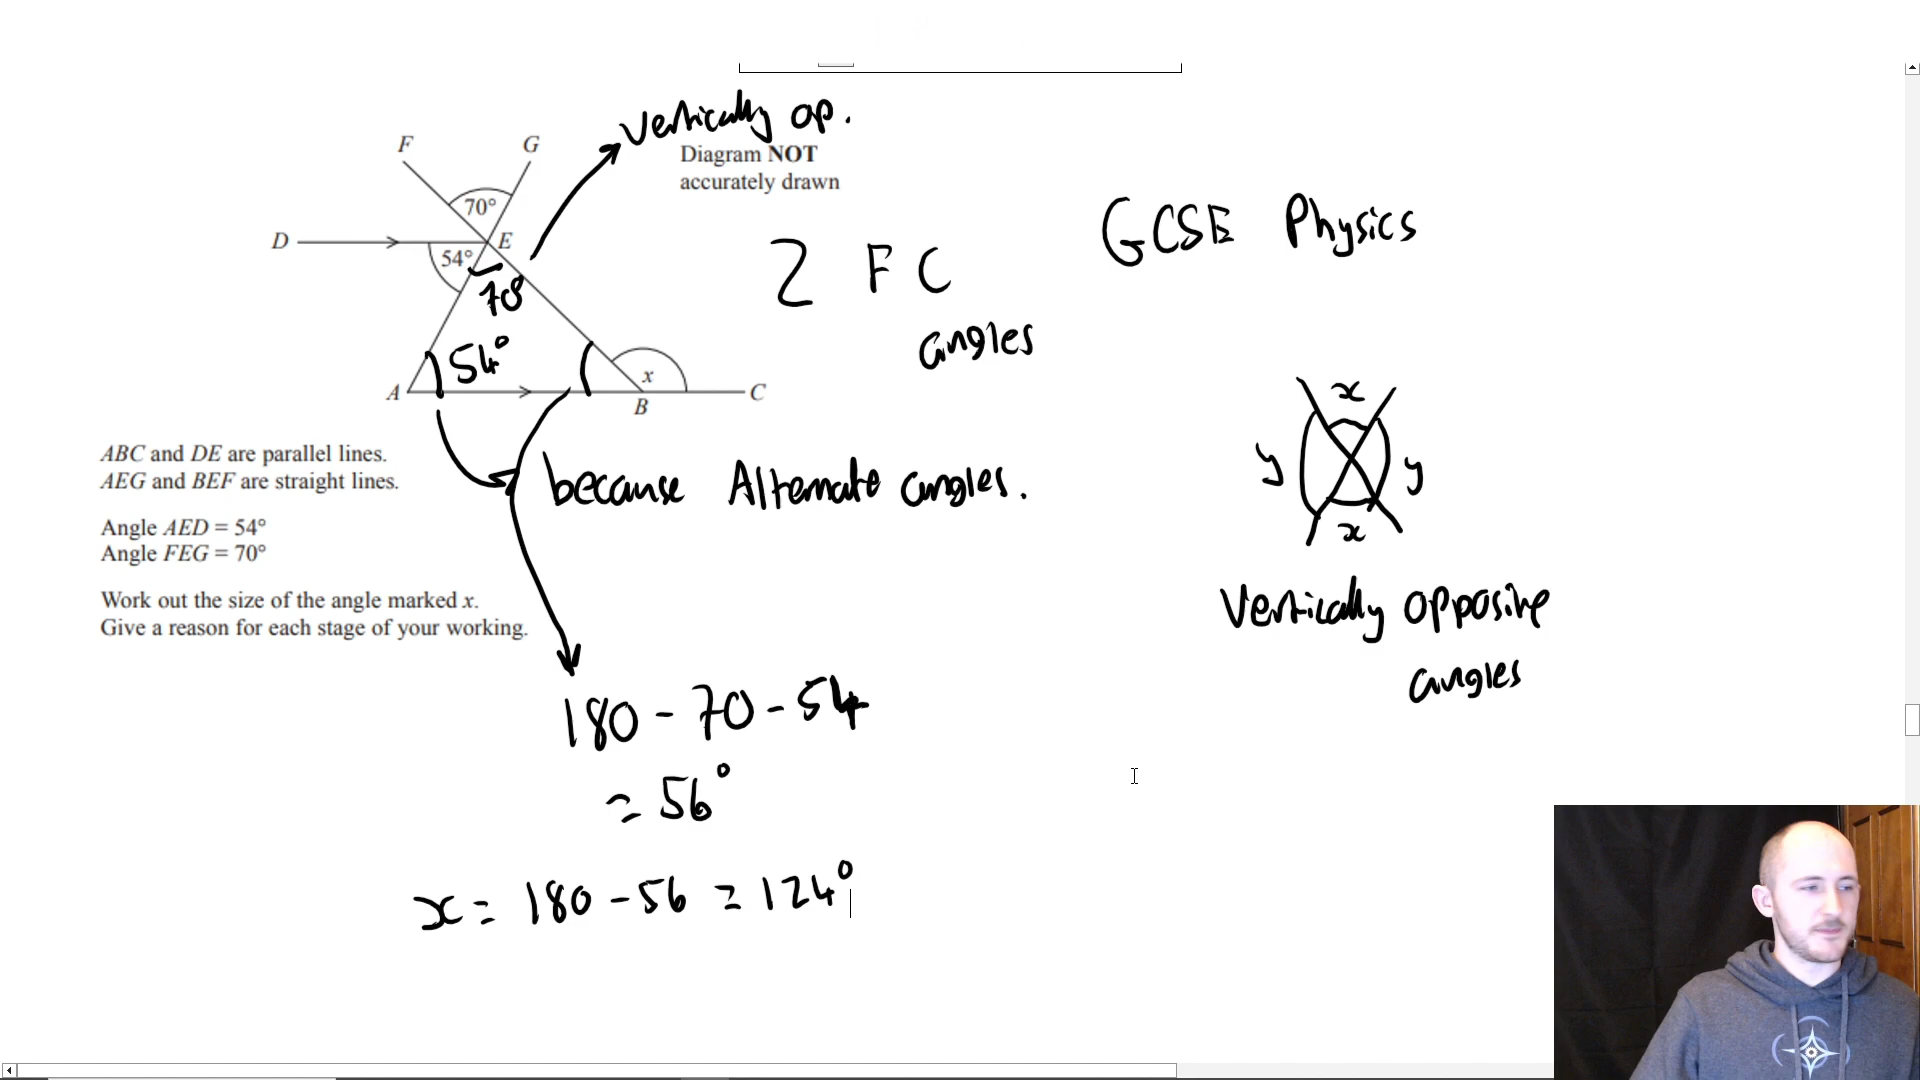 Vertically op.
F G
Diagram NOT
accurately drawn
70°
D E
54°
70°
Z F C
angles
GCSE Physics
54°
x
A B C
ABC and DE are parallel lines.
AEG and BEF are straight lines.
because Alternate angles.
Angle AED = 54°
Angle FEG = 70°
Work out the size of the angle marked x.
Give a reason for each stage of your working.
x
y y
x
Vertically opposite
angles
180 - 70 - 54
= 56°
x = 180 - 56 = 124°